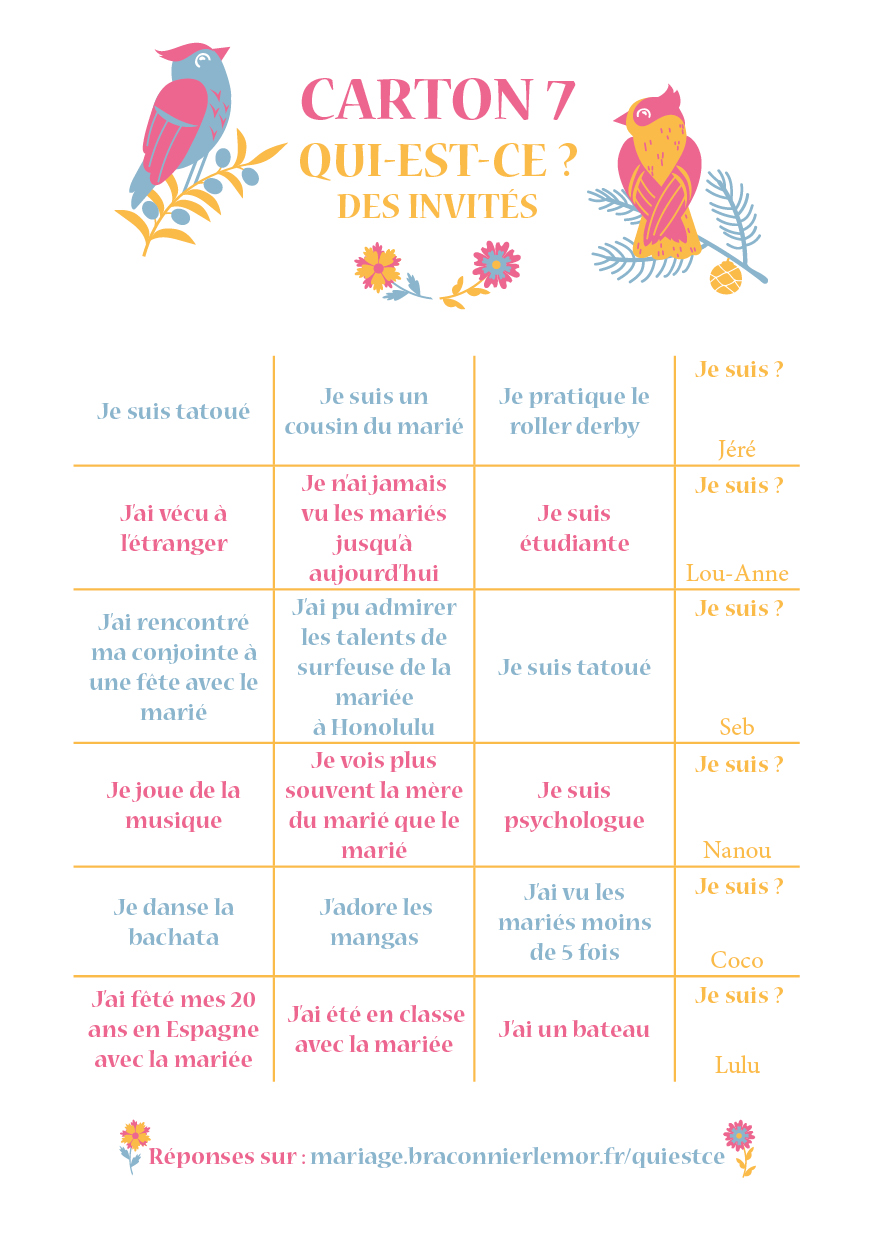 CARTON 7
QUI-EST-CE ?
DES INVITÉS
Je suis tatoué
Je suis un
cousin du marié
Je pratique le
roller derby
Je suis ?
Jéré
J'ai vécu à
l'étranger
Je n'ai jamais
vu les mariés
jusqu'à
aujourd'hui
Je suis
étudiante
Je suis ?
Lou-Anne
J'ai rencontré
ma conjointe à
une fête avec le
marié
J'ai pu admirer
les talents de
surfeuse de la
mariée
à Honolulu
Je suis tatoué
Je suis ?
Seb
Je joue de la
musique
Je vois plus
souvent la mère
du marié que le
marié
Je suis
psychologue
Je suis ?
Nanou
Je danse la
bachata
J'adore les
mangas
J'ai vu les
mariés moins
de 5 fois
Je suis ?
Coco
J'ai fêté mes 20
ans en Espagne
avec la mariée
J'ai été en classe
avec la mariée
J'ai un bateau
Je suis ?
Lulu
Réponses sur : mariage.braconnierlemor.fr/quiestce